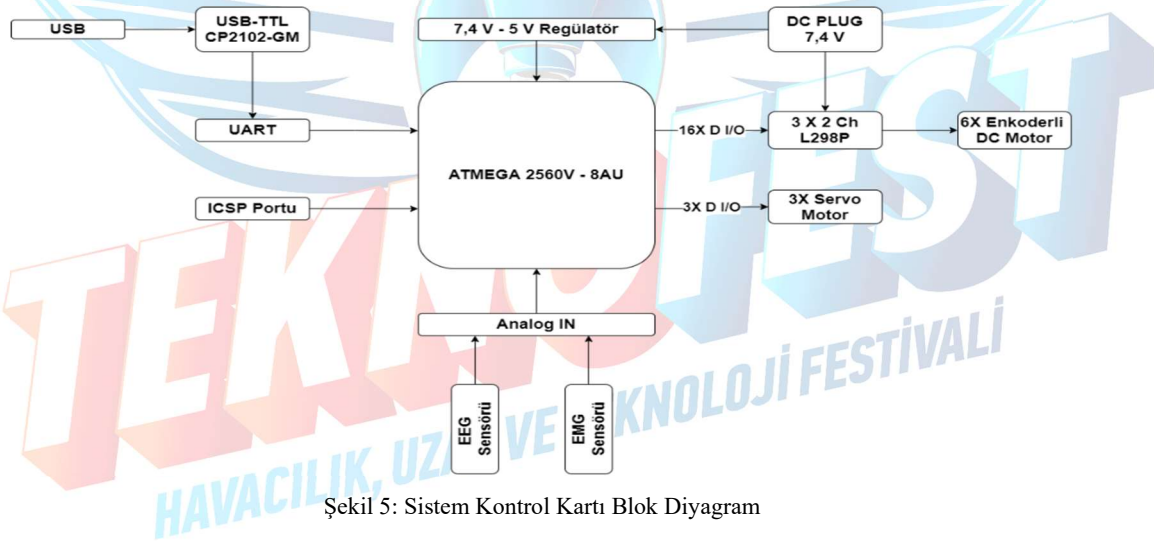 USB
USB-TTL
CP2102-GM
7,4 V - 5 V Regülatör
DC PLUG
7,4 V
UART
16X D I/O
3 X 2 Ch
L298P
6X Enkoderli
DC Motor
ATMEGA 2560V - 8AU
ICSP Portu
3X D I/O
3X Servo
Motor
Analog IN
EEG
Sensörü
EMG
Sensörü
TEKNOFEST
HAVACILIK, UZAY VE TEKNOLOJİ FESTİVALİ
Şekil 5: Sistem Kontrol Kartı Blok Diyagram